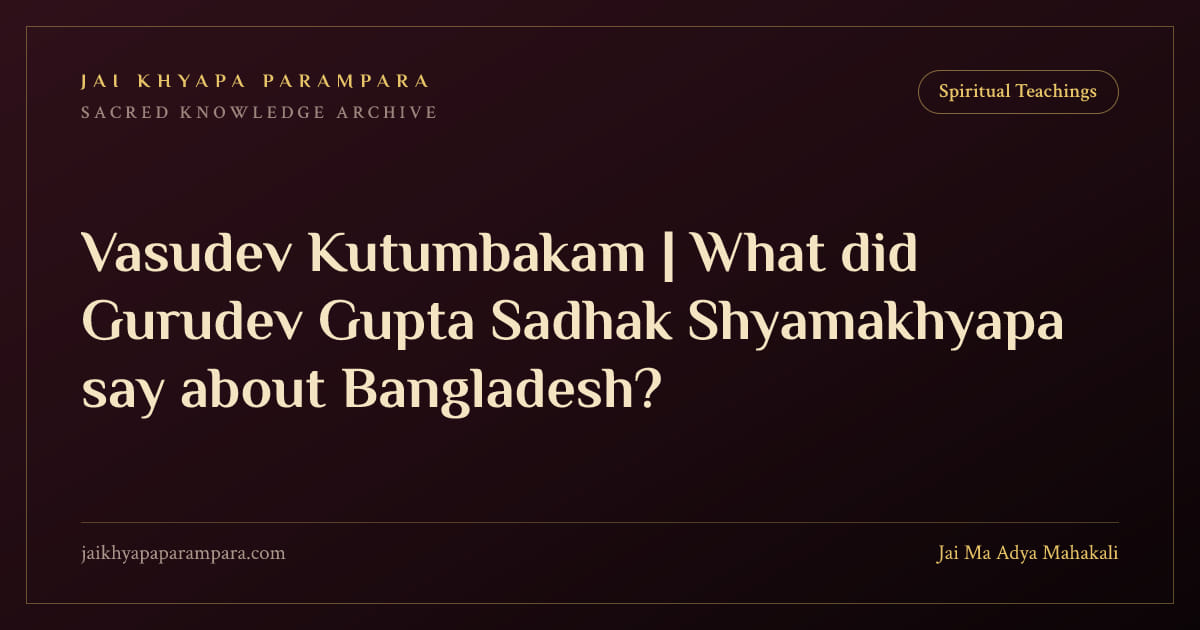 JAI KHYAPA PARAMPARA
SACRED KNOWLEDGE ARCHIVE
Spiritual Teachings
Vasudev Kutumbakam | What did
Gurudev Gupta Sadhak Shyamakhyapa
say about Bangladesh?
jaikhyapaparampara.com
Jai Ma Adya Mahakali